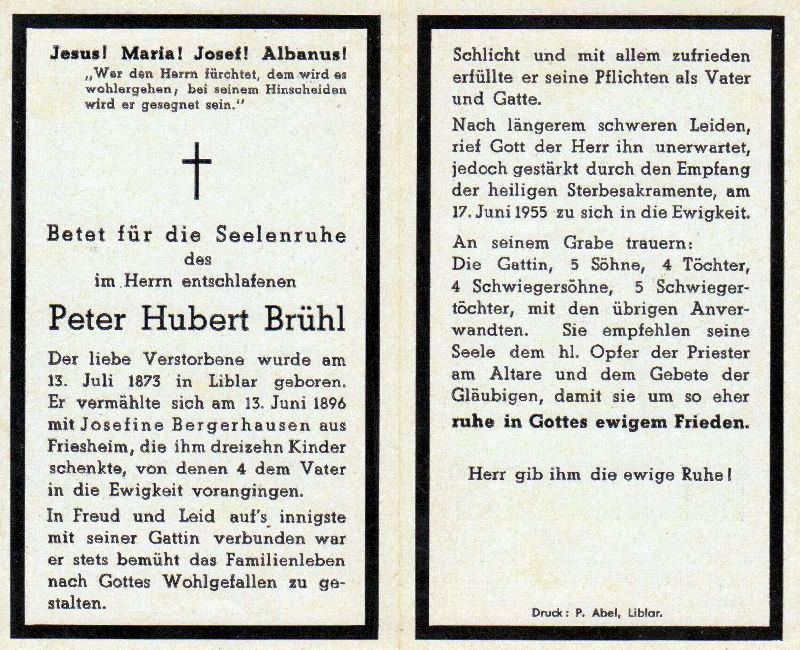 Jesus! Maria! Josef! Albanus!
„Wer den Herrn fürchtet, dem wird es
wohlergehen, bei seinem Hinscheiden
wird er gesegnet sein.“
Betet für die Seelenruhe
des
im Herrn entschlafenen
Peter Hubert Brühl
Der liebe Verstorbene wurde am
13. Juli 1873 in Liblar geboren.
Er vermählte sich am 13. Juni 1896
mit Josefine Bergerhausen aus
Friesheim, die ihm dreizehn Kinder
schenkte, von denen 4 dem Vater
in die Ewigkeit vorangingen.
In Freud und Leid auf's innigste
mit seiner Gattin verbunden war
er stets bemüht das Familienleben
nach Gottes Wohlgefallen zu ge-
stalten.
Schlicht und mit allem zufrieden
erfüllte er seine Pflichten als Vater
und Gatte.
Nach längerem schweren Leiden,
rief Gott der Herr ihn unerwartet,
jedoch gestärkt durch den Empfang
der heiligen Sterbesakramente, am
17. Juni 1955 zu sich in die Ewigkeit.
An seinem Grabe trauern:
Die Gattin, 5 Söhne, 4 Töchter,
4 Schwiegersöhne, 5 Schwieger-
töchter, mit den übrigen Anver-
wandten. Sie empfehlen seine
Seele dem hl. Opfer der Priester
am Altare und dem Gebete der
Gläubigen, damit sie um so eher
ruhe in Gottes ewigem Frieden.
Herr gib ihm die ewige Ruhe!
Druck: P. Abel, Liblar.